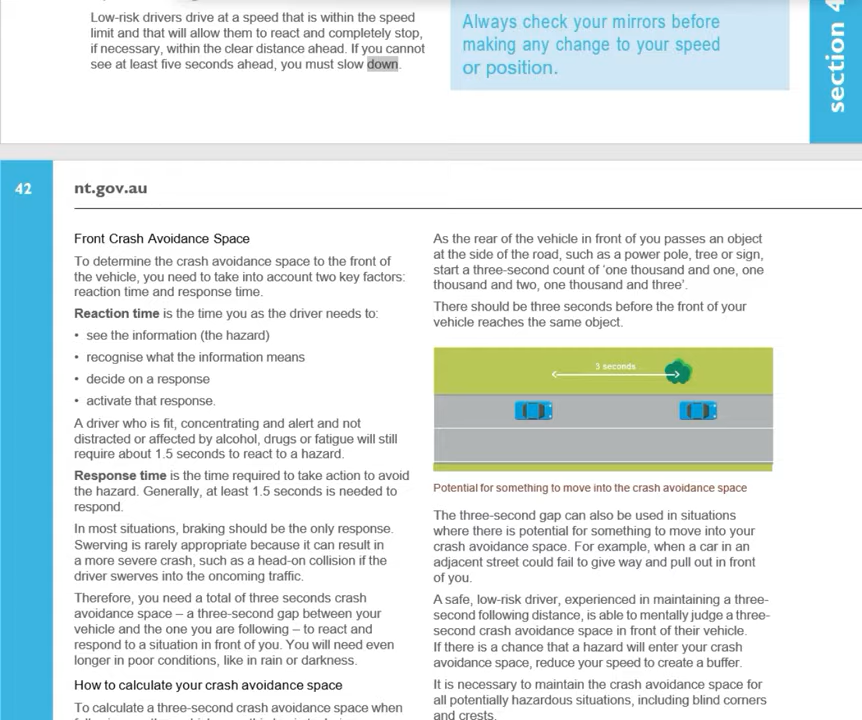 Low-risk drivers drive at a speed that is within the speed
limit and that will allow them to react and completely stop,
if necessary, within the clear distance ahead. If you cannot
see at least five seconds ahead, you must slow down.
Always check your mirrors before
making any change to your speed
or position.
section 4
42
nt.gov.au
Front Crash Avoidance Space
To determine the crash avoidance space to the front of
the vehicle, you need to take into account two key factors:
reaction time and response time.
Reaction time is the time you as the driver needs to:
• see the information (the hazard)
• recognise what the information means
• decide on a response
• activate that response.
A driver who is fit, concentrating and alert and not
distracted or affected by alcohol, drugs or fatigue will still
require about 1.5 seconds to react to a hazard.
Response time is the time required to take action to avoid
the hazard. Generally, at least 1.5 seconds is needed to
respond.
In most situations, braking should be the only response.
Swerving is rarely appropriate because it can result in
a more severe crash, such as a head-on collision if the
driver swerves into the oncoming traffic.
Therefore, you need a total of three seconds crash
avoidance space – a three-second gap between your
vehicle and the one you are following – to react and
respond to a situation in front of you. You will need even
longer in poor conditions, like in rain or darkness.
How to calculate your crash avoidance space
To calculate a three-second crash avoidance space when
As the rear of the vehicle in front of you passes an object
at the side of the road, such as a power pole, tree or sign,
start a three-second count of 'one thousand and one, one
thousand and two, one thousand and three'.
There should be three seconds before the front of your
vehicle reaches the same object.
3 seconds
Potential for something to move into the crash avoidance space
The three-second gap can also be used in situations
where there is potential for something to move into your
crash avoidance space. For example, when a car in an
adjacent street could fail to give way and pull out in front
of you.
A safe, low-risk driver, experienced in maintaining a three-
second following distance, is able to mentally judge a three-
second crash avoidance space in front of their vehicle.
If there is a chance that a hazard will enter your crash
avoidance space, reduce your speed to create a buffer.
It is necessary to maintain the crash avoidance space for
all potentially hazardous situations, including blind corners
and crests.